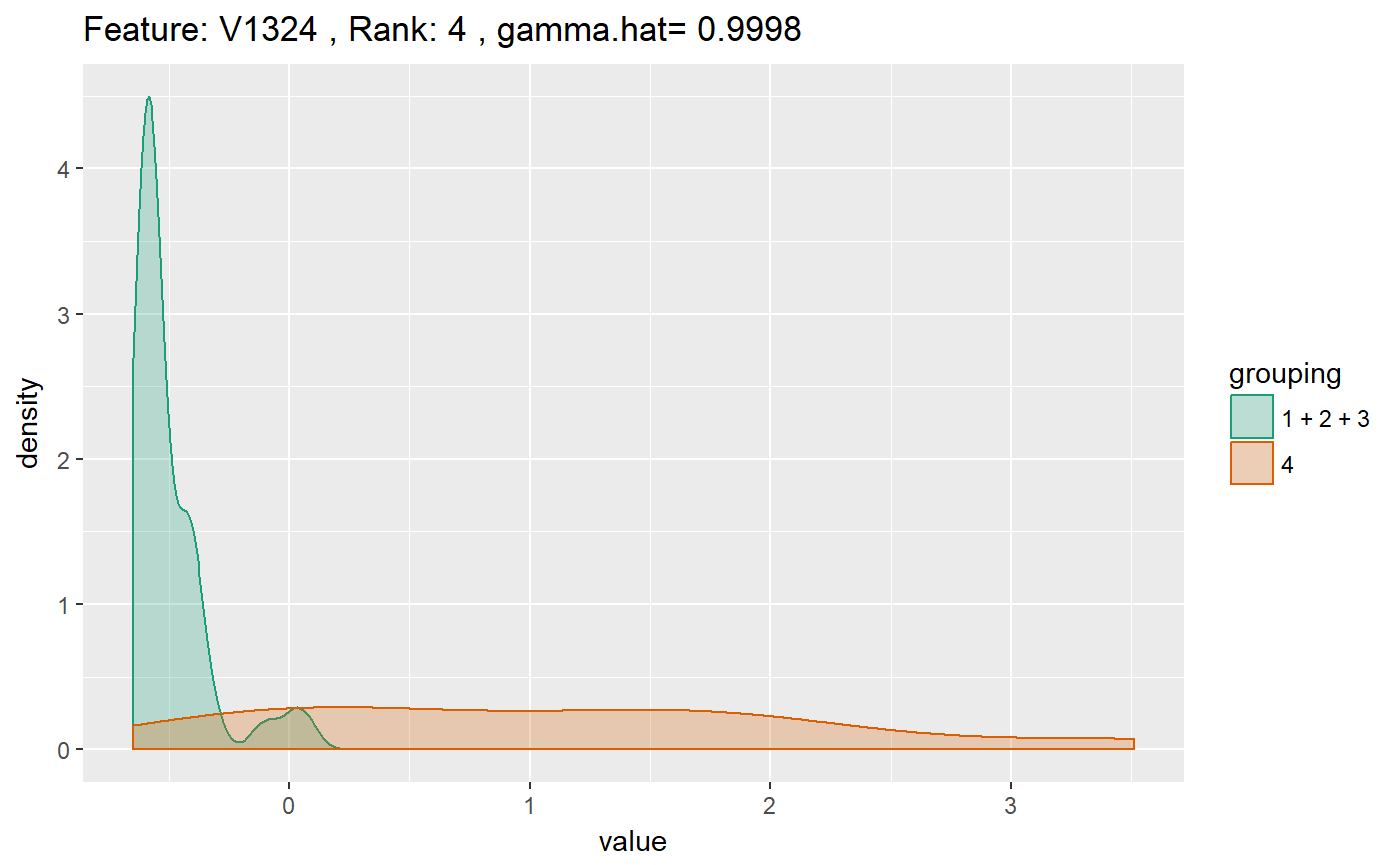 Feature: V1324 , Rank: 4 , gamma.hat= 0.9998
4
3
2
1
0
density
0
1
2
3
value
grouping
1 + 2 + 3
4